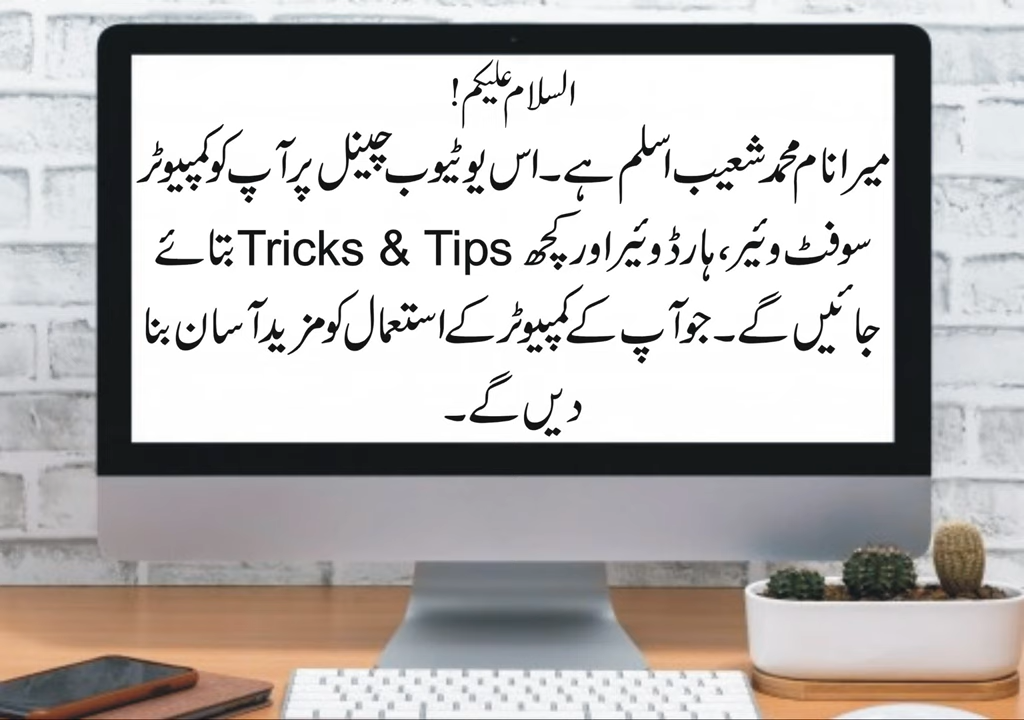 السلام علیکم!
میرا نام محمد شعیب اسلم ہے۔ اس یوٹیوب چینل پر آپ کو کمپیوٹر
سوفٹ وئیر، ہارڈ وئیر اور کچھ Tricks & Tips بتائے
جائیں گے۔ جو آپ کے کمپیوٹر کے استعمال کو مزید آسان بنا
دیں گے۔